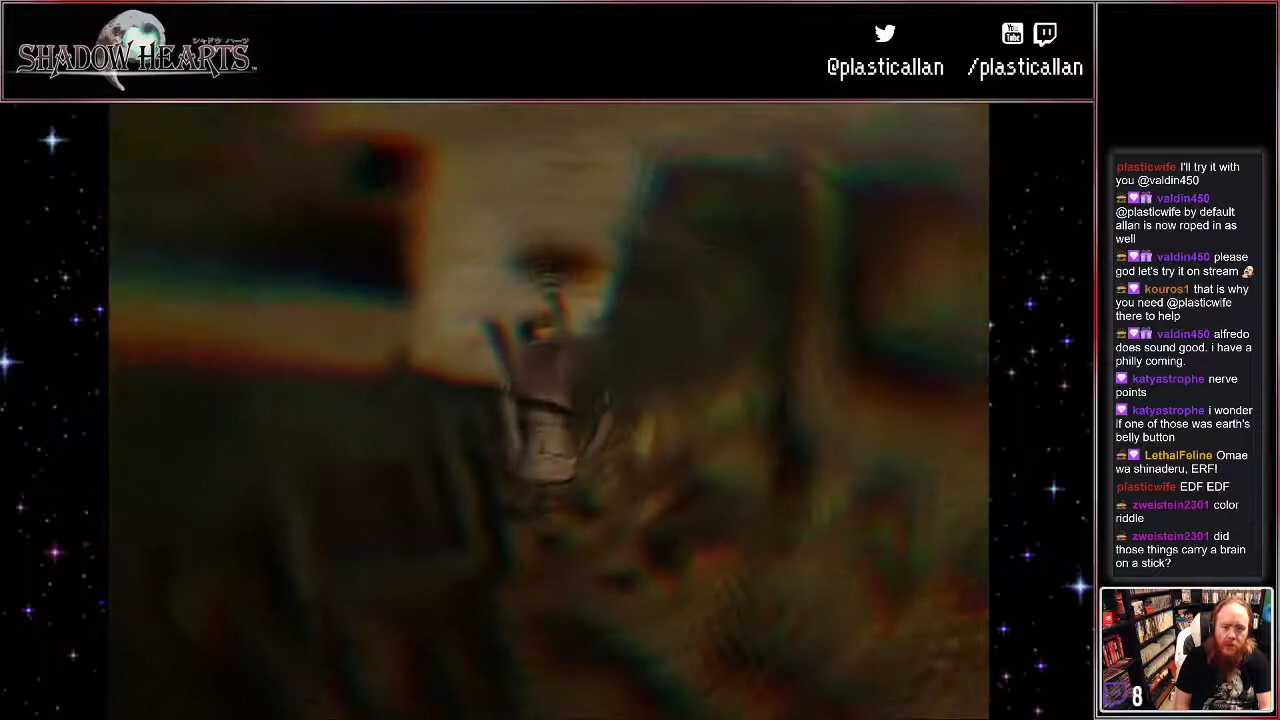 シャドウ ハーツ
SHADOW HEARTS
@plasticallan
/plasticallan
You
Tube
plasticwife I'll try it with
you @valdin450
valdin450
@plasticwife by default
allan is now roped in as
well
valdin450 please
god let's try it on stream
kouros1 that is why
you need @plasticwife
there to help
valdin450 alfredo
does sound good. i have a
philly coming.
katyastrophe nerve
points
katyastrophe i wonder
if one of those was earth's
belly button
LethalFeline Omae
wa shinaderu, ERF!
plasticwife EDF EDF
zweistein2301 color
riddle
zweistein2301 did
those things carry a brain
on a stick?
8